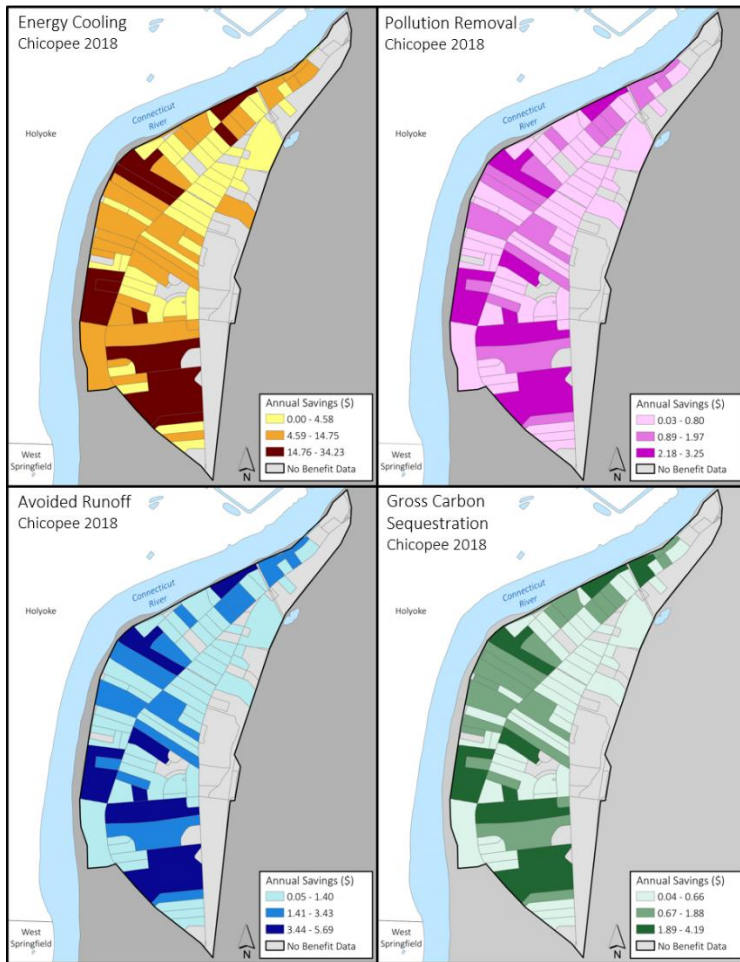 Energy Cooling
Chicopee 2018
Connecticut
River
Holyoke
West
Springfield
N
Annual Savings ($)
0.00 - 4.58
4.59 - 14.75
14.76 - 34.23
No Benefit Data
Pollution Removal
Chicopee 2018
Connecticut
River
Holyoke
West
Springfield
N
Annual Savings ($)
0.03 - 0.80
0.89 - 1.97
2.18 - 3.25
No Benefit Data
Avoided Runoff
Chicopee 2018
Connecticut
River
Holyoke
West
Springfield
N
Annual Savings ($)
0.05 - 1.40
1.41 - 3.43
3.44 - 5.69
No Benefit Data
Gross Carbon
Sequestration
Chicopee 2018
Connecticut
River
Holyoke
West
Springfield
N
Annual Savings ($)
0.04 - 0.66
0.67 - 1.88
1.89 - 4.19
No Benefit Data